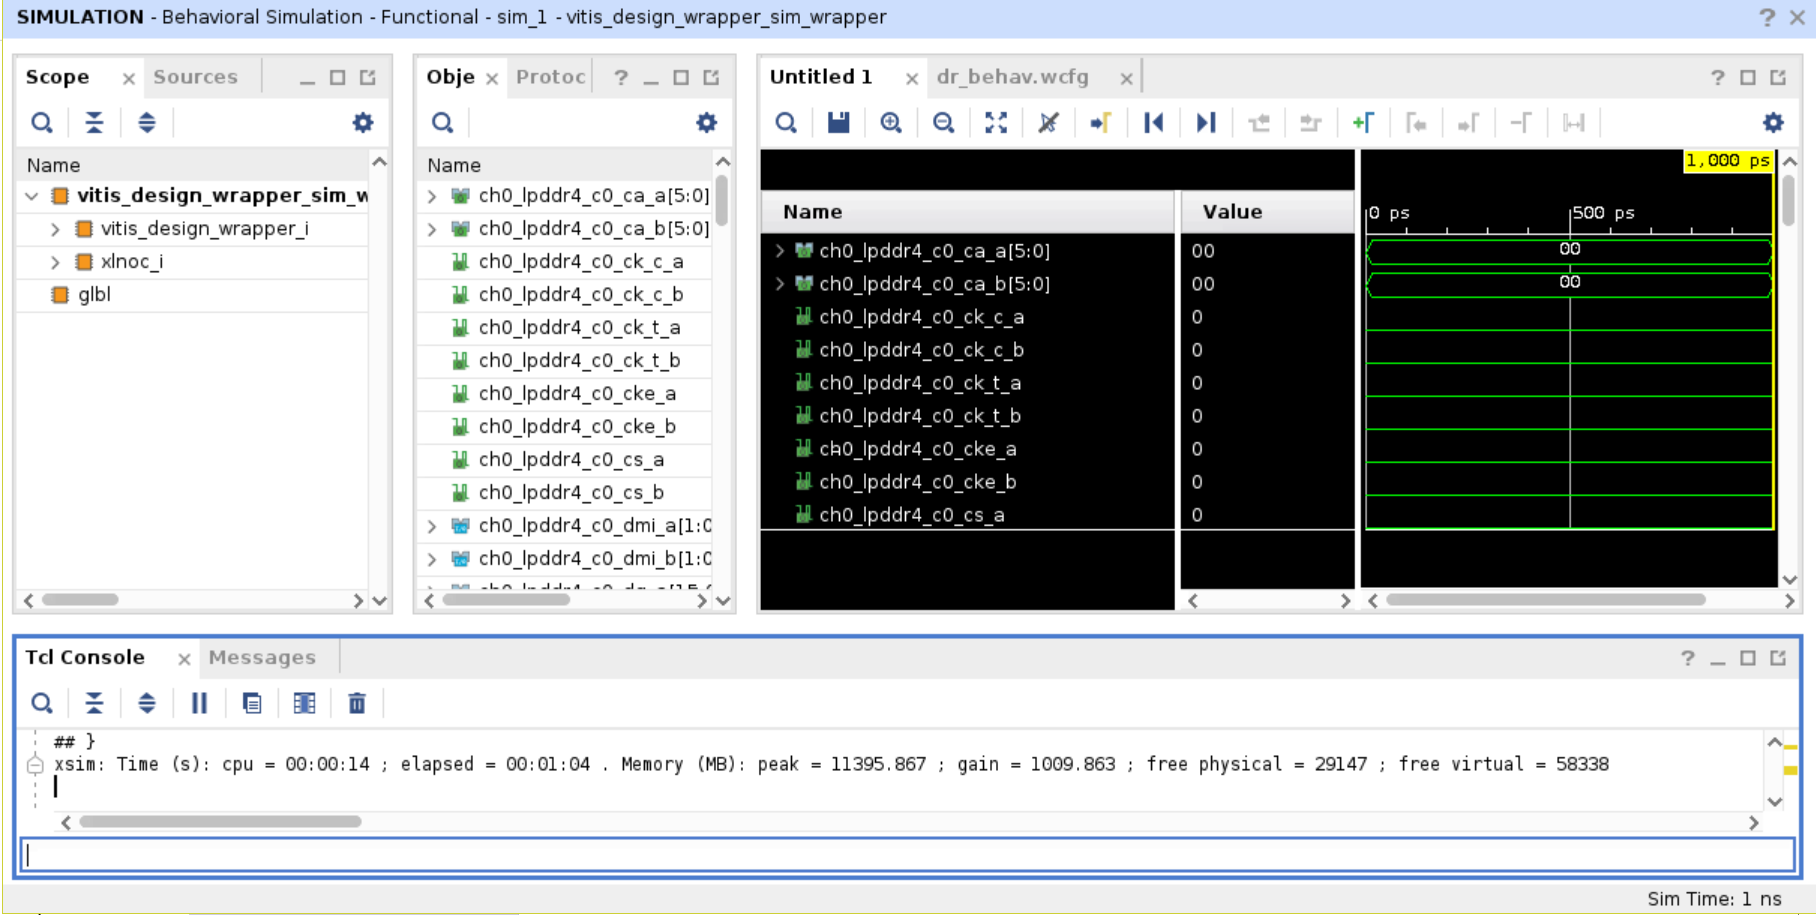 SIMULATION - Behavioral Simulation - Functional - sim_1 - vitis_design_wrapper_sim_wrapper
Scope
Sources
Name
vitis_design_wrapper_sim_w
vitis_design_wrapper_i
xlnoc_i
glbl
Obje
Protoc
Name
ch0_lpddr4_c0_ca_a[5:0]
ch0_lpddr4_c0_ca_b[5:0]
ch0_lpddr4_c0_ck_c_a
ch0_lpddr4_c0_ck_c_b
ch0_lpddr4_c0_ck_t_a
ch0_lpddr4_c0_ck_t_b
ch0_lpddr4_c0_cke_a
ch0_lpddr4_c0_cke_b
ch0_lpddr4_c0_cs_a
ch0_lpddr4_c0_cs_b
ch0_lpddr4_c0_dmi_a[1:0
ch0_lpddr4_c0_dmi_b[1:0
Untitled 1
dr_behav.wcfg
1,000 ps
Name Value
0 ps 500 ps
ch0_lpddr4_c0_ca_a[5:0] 00 00
ch0_lpddr4_c0_ca_b[5:0] 00 00
ch0_lpddr4_c0_ck_c_a 0
ch0_lpddr4_c0_ck_c_b 0
ch0_lpddr4_c0_ck_t_a 0
ch0_lpddr4_c0_ck_t_b 0
ch0_lpddr4_c0_cke_a 0
ch0_lpddr4_c0_cke_b 0
ch0_lpddr4_c0_cs_a 0
Tcl Console
Messages
## }
xsim: Time (s): cpu = 00:00:14 ; elapsed = 00:01:04 . Memory (MB): peak = 11395.867 ; gain = 1009.863 ; free physical = 29147 ; free virtual = 58338
Sim Time: 1 ns